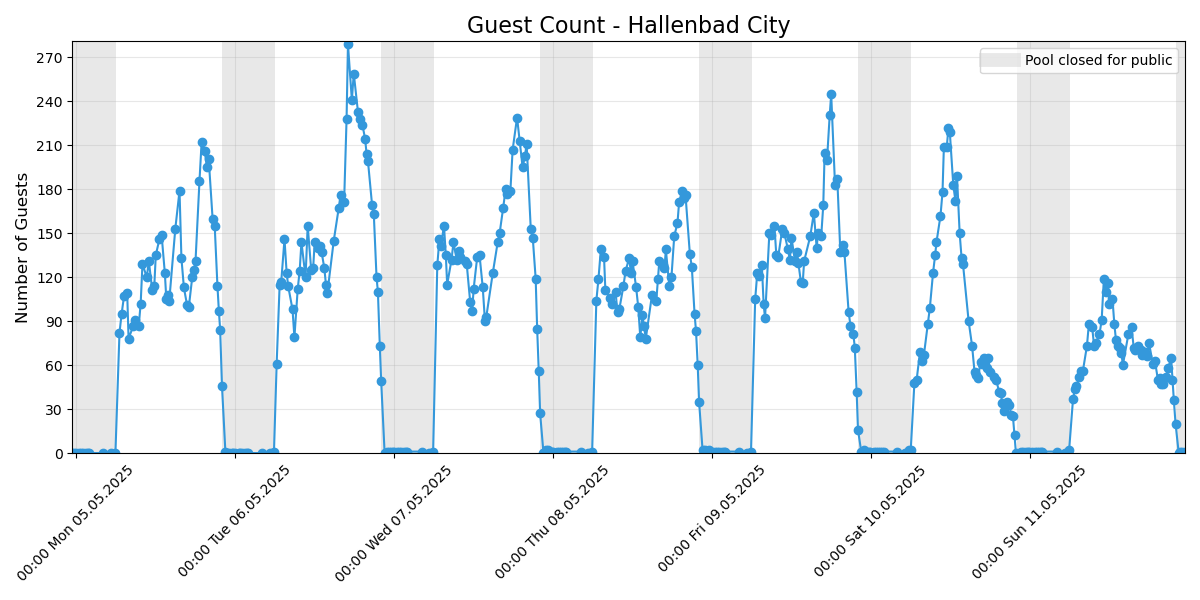 Guest Count - Hallenbad City
Pool closed for public
Number of Guests
270
240
210
180
150
120
90
60
30
0
00:00 Mon 05.05.2025
00:00 Tue 06.05.2025
00:00 Wed 07.05.2025
00:00 Thu 08.05.2025
00:00 Fri 09.05.2025
00:00 Sat 10.05.2025
00:00 Sun 11.05.2025